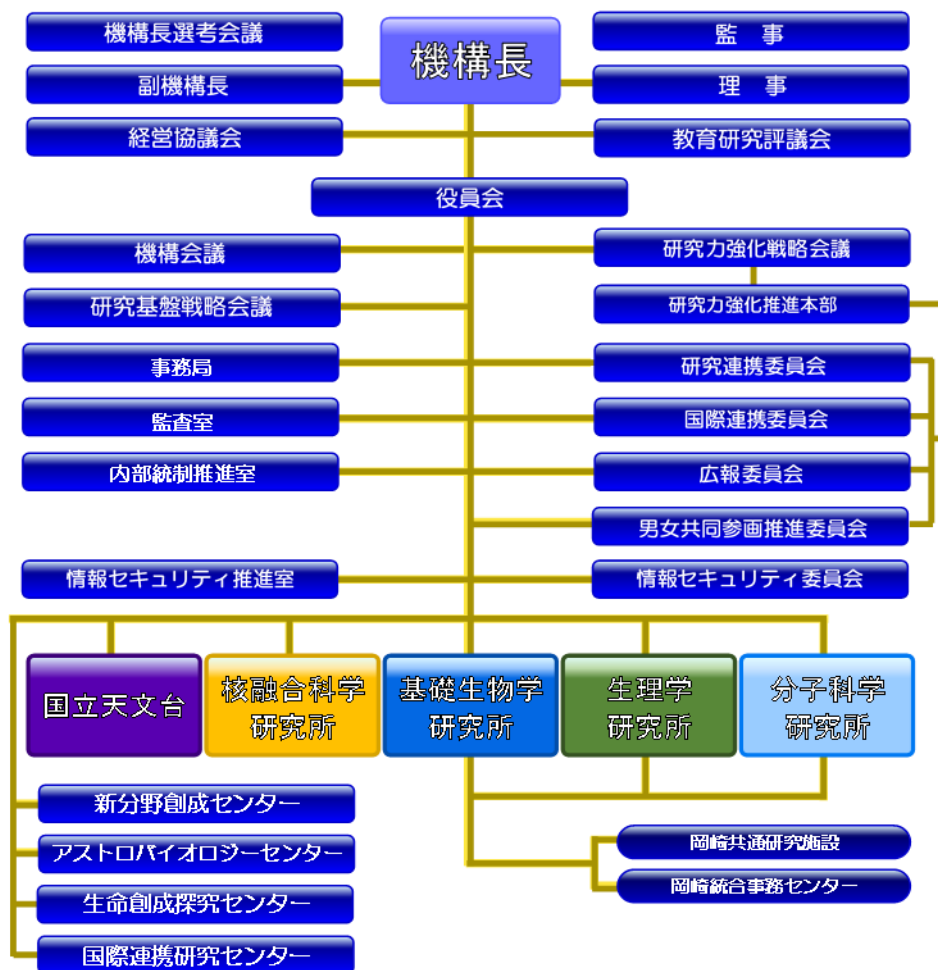 機構長選考会議
機構長
監 事
副機構長
理 事
経営協議会
教育研究評議会
役員会
機構会議
研究力強化戦略会議
研究基盤戦略会議
研究力強化推進本部
事務局
研究連携委員会
監査室
国際連携委員会
内部統制推進室
広報委員会
男女共同参画推進委員会
情報セキュリティ推進室
情報セキュリティ委員会
国立天文台
核融合科学
研究所
基礎生物学
研究所
生理学
研究所
分子科学
研究所
新分野創成センター
アストロバイオロジーセンター
生命創成探究センター
国際連携研究センター
岡崎共通研究施設
岡崎統合事務センター